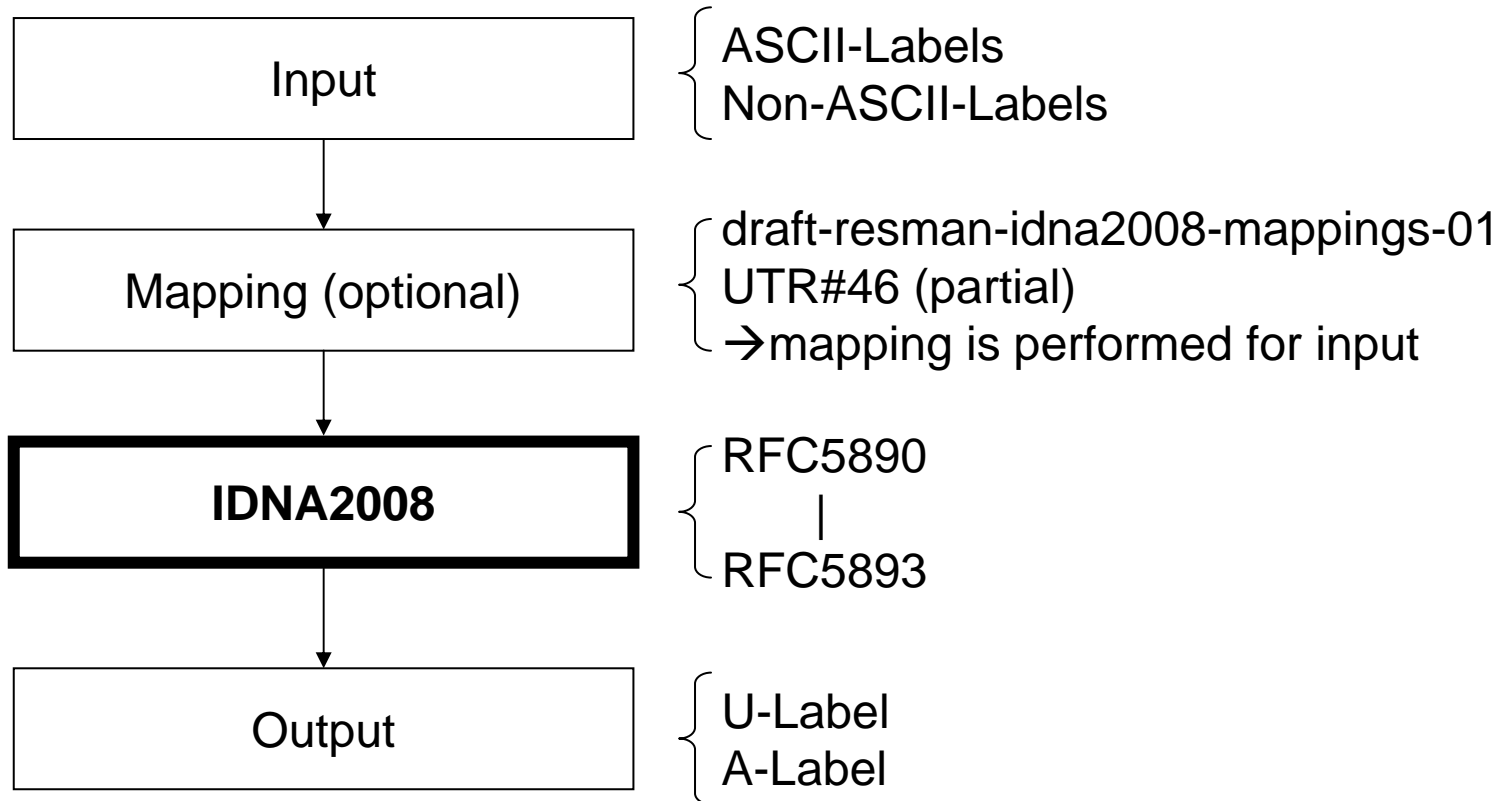 Input
ASCII-Labels
Non-ASCII-Labels
Mapping (optional)
draft-resman-idna2008-mappings-01
UTR#46 (partial)
→mapping is performed for input
IDNA2008
RFC5890
|
RFC5893
Output
U-Label
A-Label